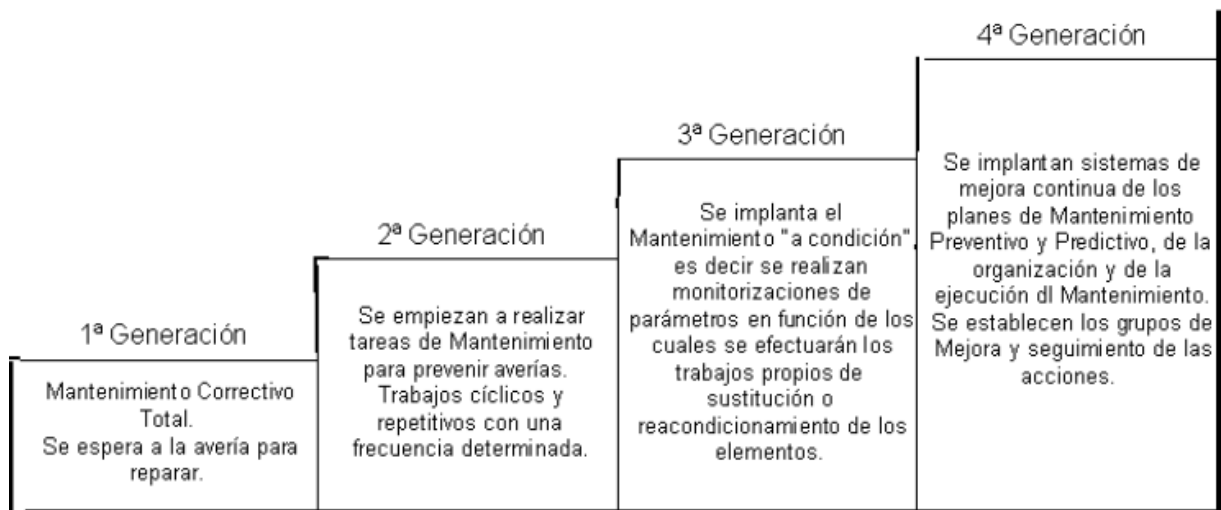 1ª Generación
Mantenimiento Correctivo
Total.
Se espera a la avería para
reparar.
2ª Generación
Se empiezan a realizar
tareas de Mantenimiento
para prevenir averías.
Trabajos cíclicos y
repetitivos con una
frecuencia determinada.
3ª Generación
Se implanta el
Mantenimiento "a condición",
es decir se realizan
monitorizaciones de
parámetros en función de los
cuales se efectuarán los
trabajos propios de
sustitución o
reacondicionamiento de los
elementos.
4ª Generación
Se implantan sistemas de
mejora continua de los
planes de Mantenimiento
Preventivo y Predictivo, de la
organización y de la
ejecución dl Mantenimiento.
Se establecen los grupos de
Mejora y seguimiento de las
acciones.